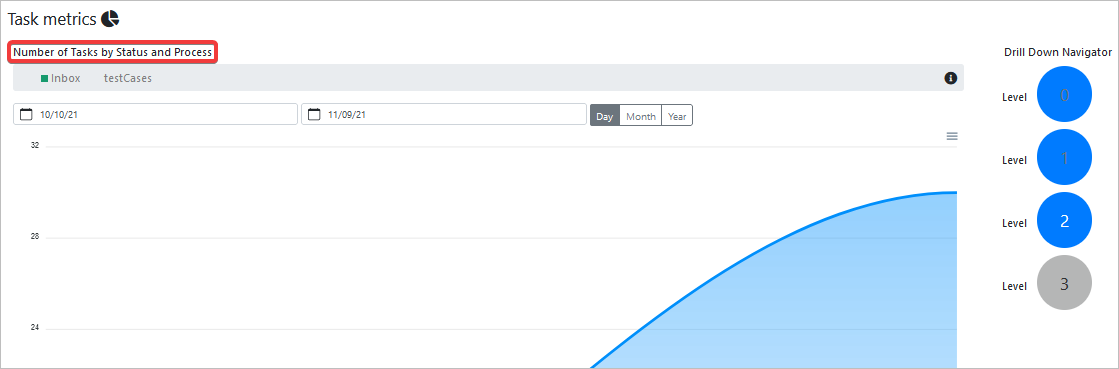 Task metrics
Number of Tasks by Status and Process
Drill Down Navigator
Inbox testCases
Level 0
10/10/21 11/09/21 Day Month Year
32
Level 1
Level 2
28
Level 3
24